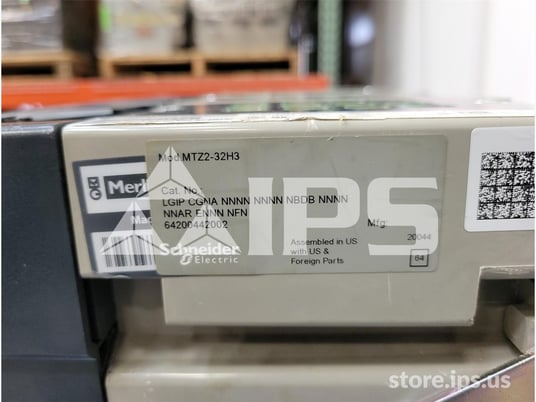 Mod.MTZ2-32H3
Cat. No.:
LGIP CGNA NNNN NNNN NBDB NNNN
NNAR ENNN NFN
64200442002
Mfg:
20044
Assembled in US
with US &
Foreign Parts
64
Schneider
Electric
Merl
IPS
store.ips.us